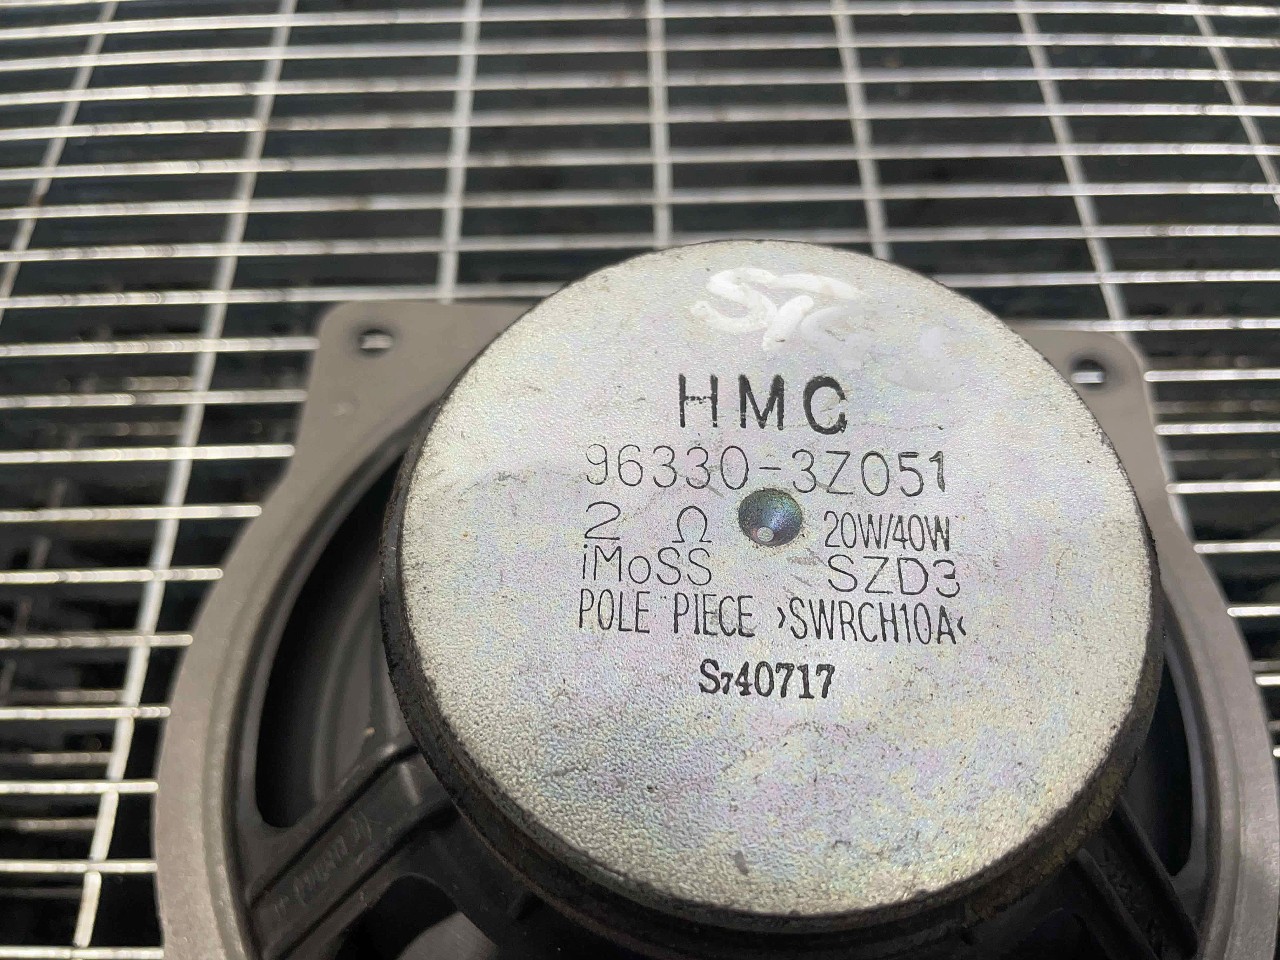 HMC
96330-3Z051
2 Ω 20W/40W
iMoSS SZD3
POLE PIECE >SWRCH10A<
S740717